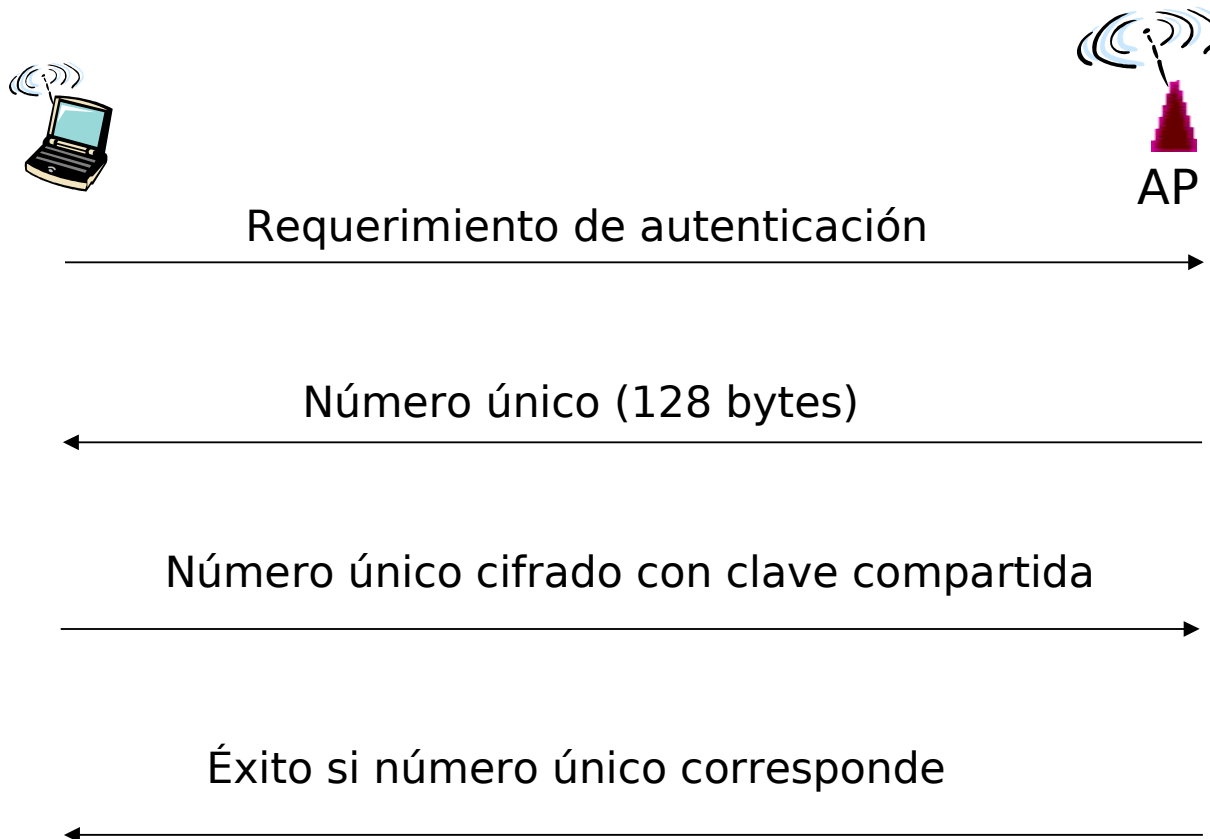 AP
Requerimiento de autenticación
Número único (128 bytes)
Número único cifrado con clave compartida
Éxito si número único corresponde